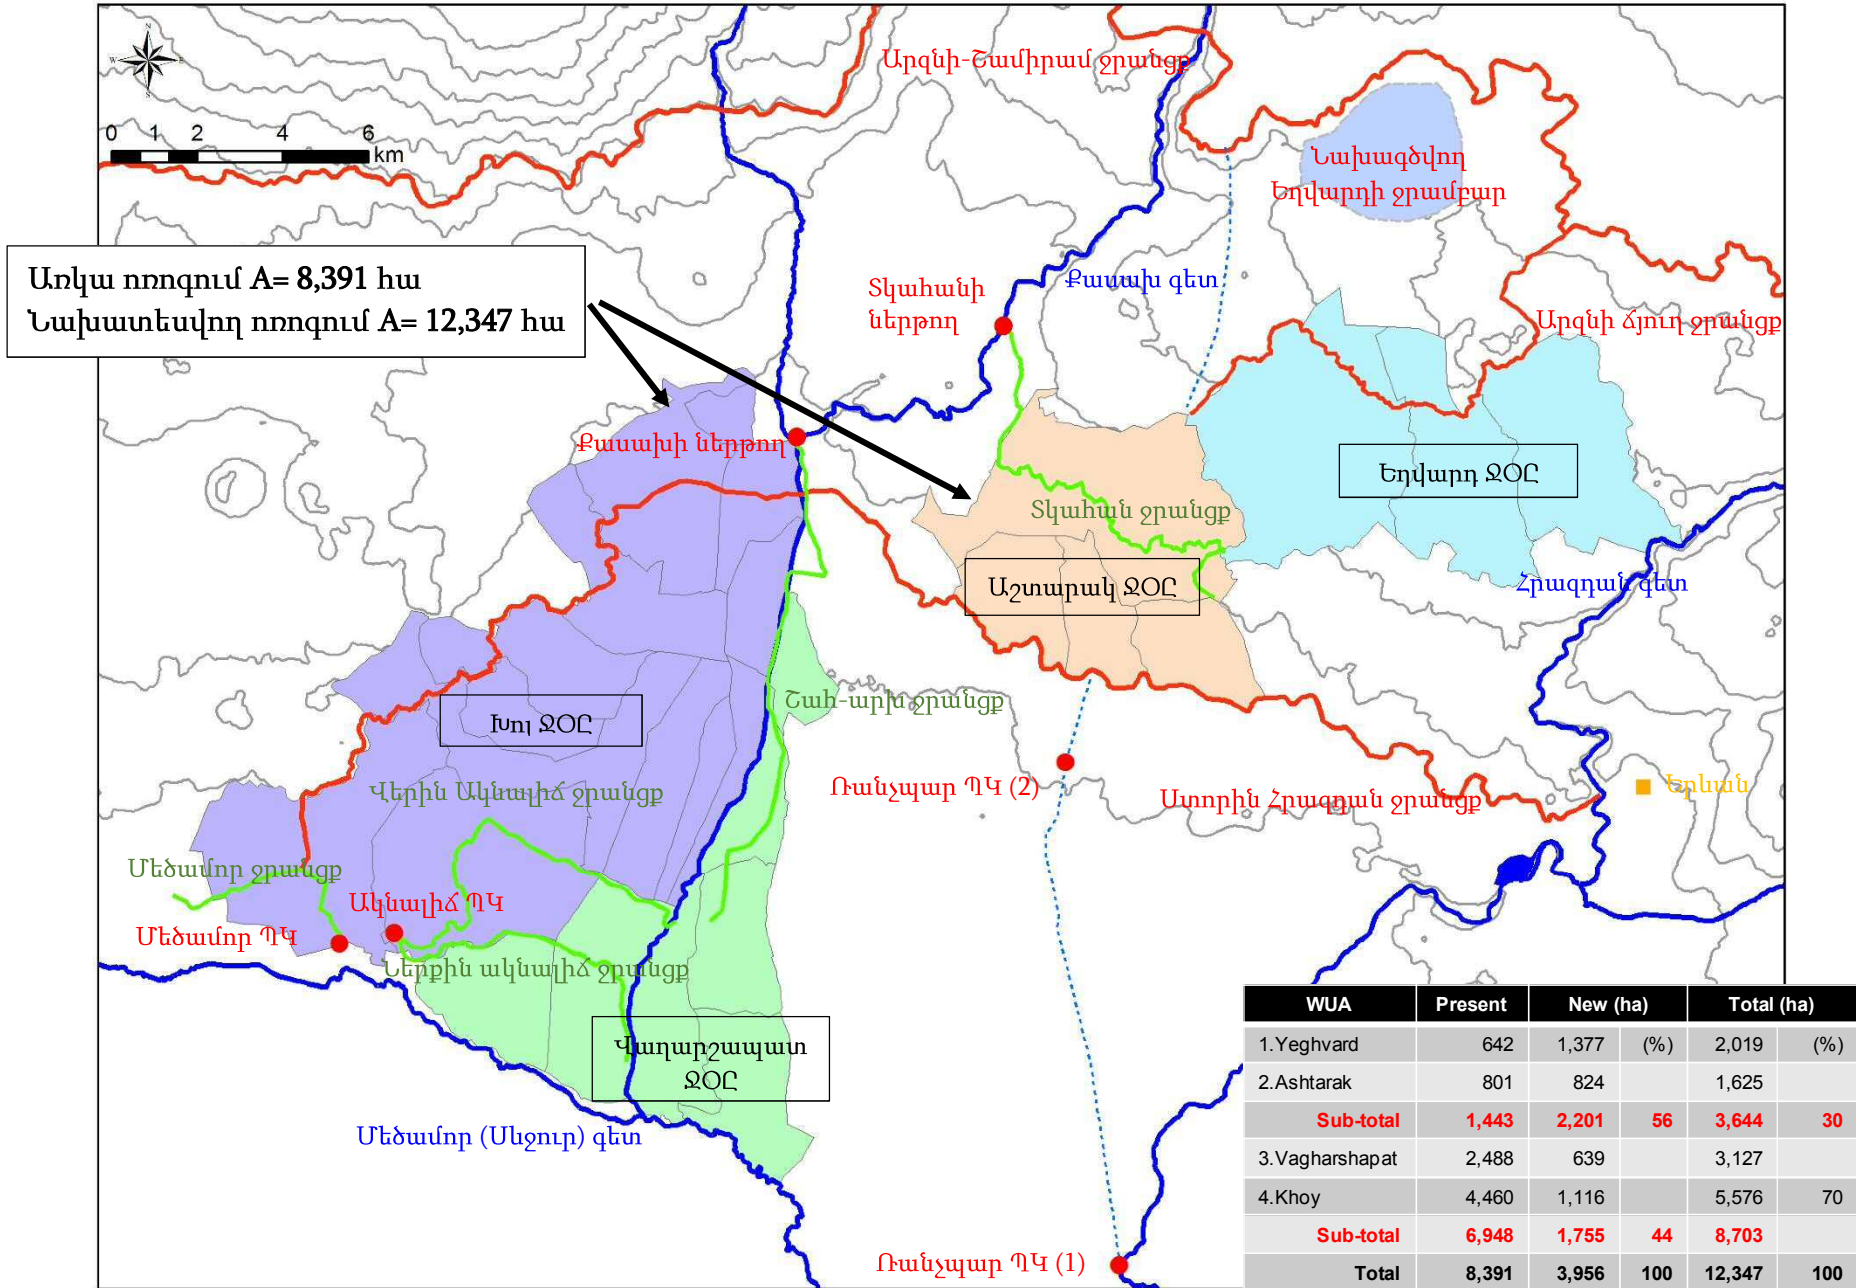 N
W
E
S
0 1 2 4 6
km
Արզնի-Շամիրամ ջրանցք
Նախագծվող
Եղվարդի ջրամբար
Առկա ոռոգում A= 8,391 հա
Նախատեսվող ոռոգում A= 12,347 հա
Տկահանի
ներթող
Քասախ գետ
Արզնի ճյուղ ջրանցք
Քասախի ներթող
Եղվարդ ՋՕԸ
Տկահան ջրանցք
Աշտարակ ՋՕԸ
Հրազդան գետ
Շահ-արխ ջրանցք
Խոյ ՋՕԸ
Վերին Ակնալիճ ջրանցք
Ռանչպար ՊԿ (2)
Ստորին Հրազդան ջրանցք
Երևան
Մեծամոր ջրանցք
Ակնալիճ ՊԿ
Մեծամոր ՊԿ
Ներքին ակնալիճ ջրանցք
Վաղարշապատ
ՋՕԸ
Մեծամոր (Սևջուր) գետ
Ռանչպար ՊԿ (1)
WUA Present New (ha) Total (ha)
1.Yeghvard 642 1,377 (%) 2,019 (%)
2.Ashtarak 801 824 1,625
Sub-total 1,443 2,201 56 3,644 30
3.Vagharshapat 2,488 639 3,127
4.Khoy 4,460 1,116 5,576 70
Sub-total 6,948 1,755 44 8,703
Total 8,391 3,956 100 12,347 100